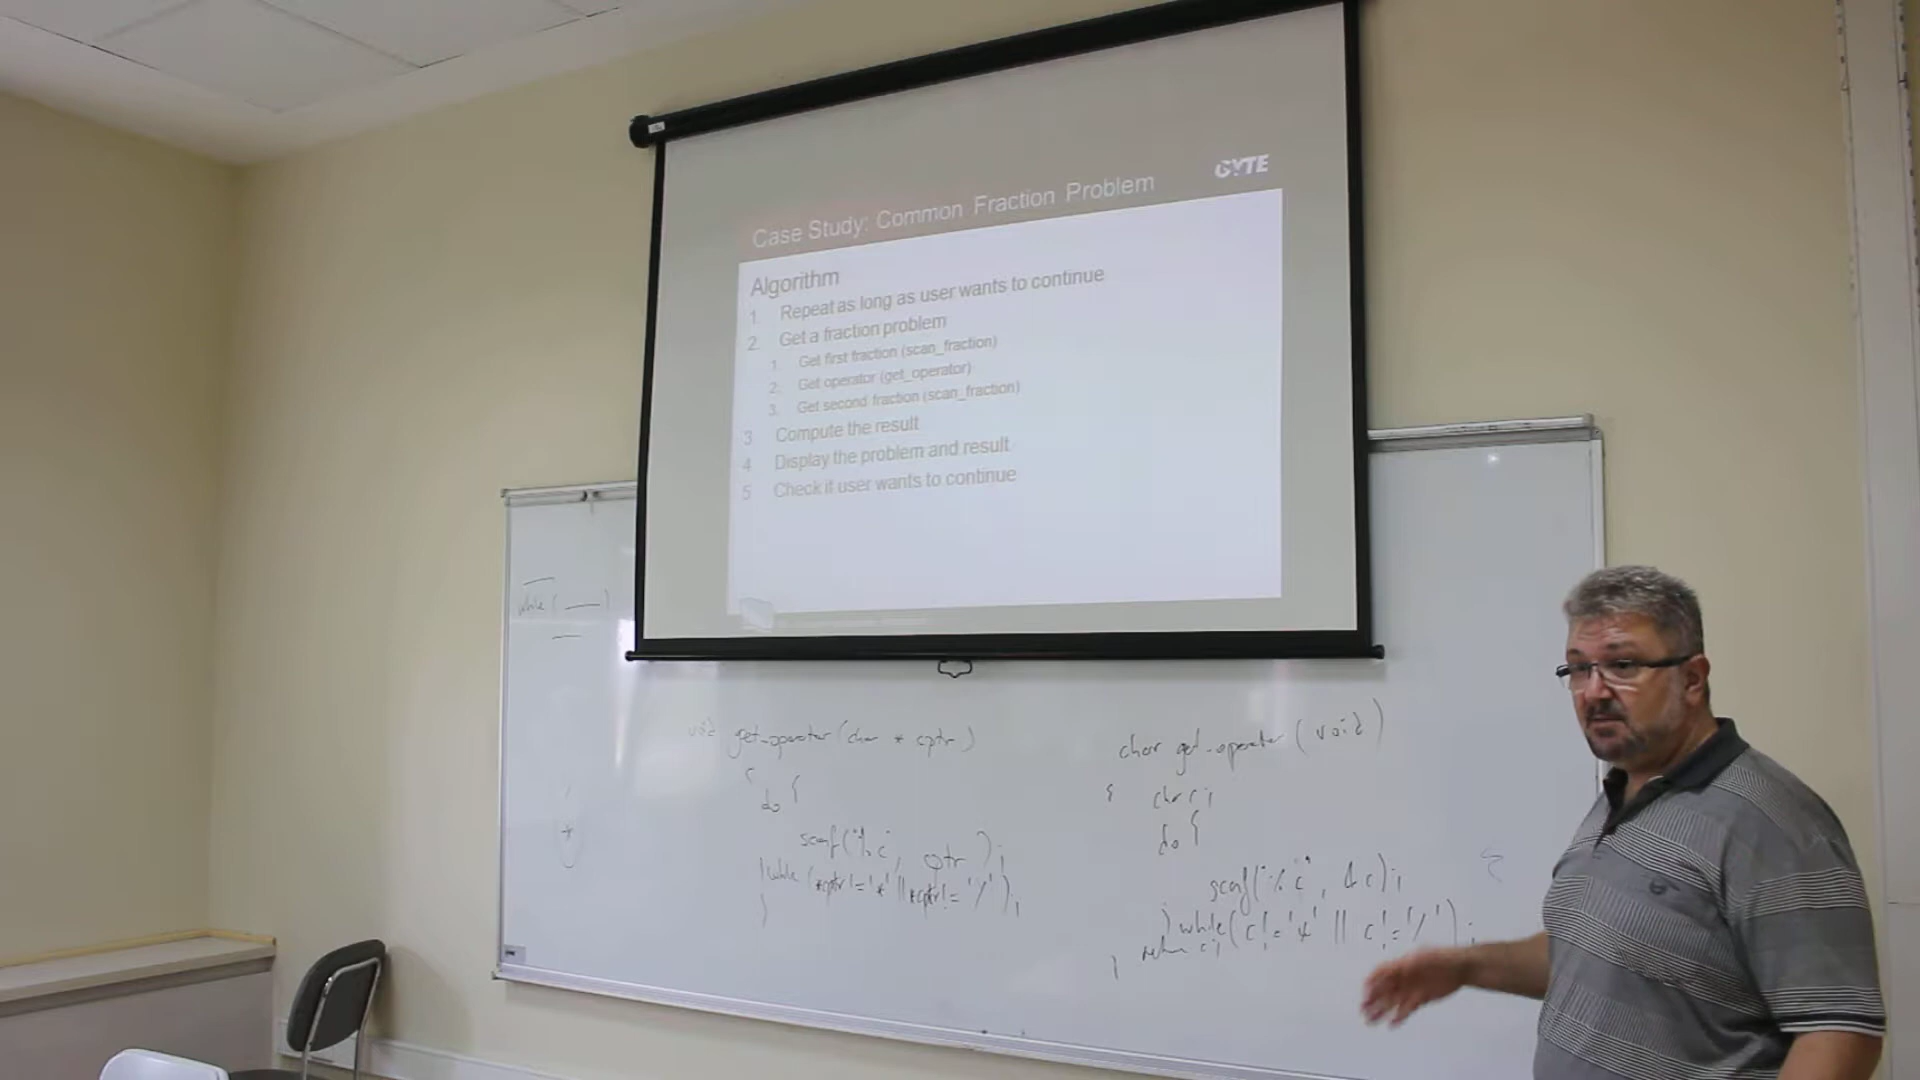 GYTE
Case Study: Common Fraction Problem
Algorithm
1 Repeat as long as user wants to continue
2. Get a fraction problem
1. Get first fraction (scan_fraction)
2. Get operator (get_operator)
3. Get second fraction (scan_fraction)
3 Compute the result
4 Display the problem and result
5 Check if user wants to continue
while ( )
*
void get_operator (char * cptr)
{
do {
scanf("%c", cptr);
} while (*cptr != '*' || *cptr != '/');
}
char get_operator (void)
{ char c;
do {
scanf("%c", &c);
} while (c != '*' || c != '/');
return c;
}